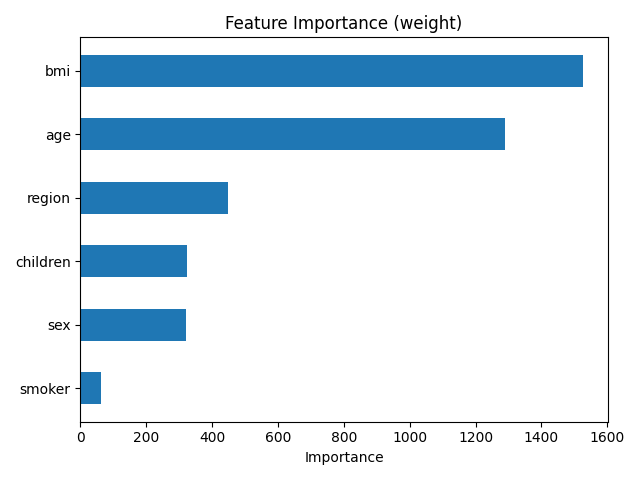 Feature Importance (weight)
bmi
age
region
children
sex
smoker
0 200 400 600 800 1000 1200 1400 1600
Importance